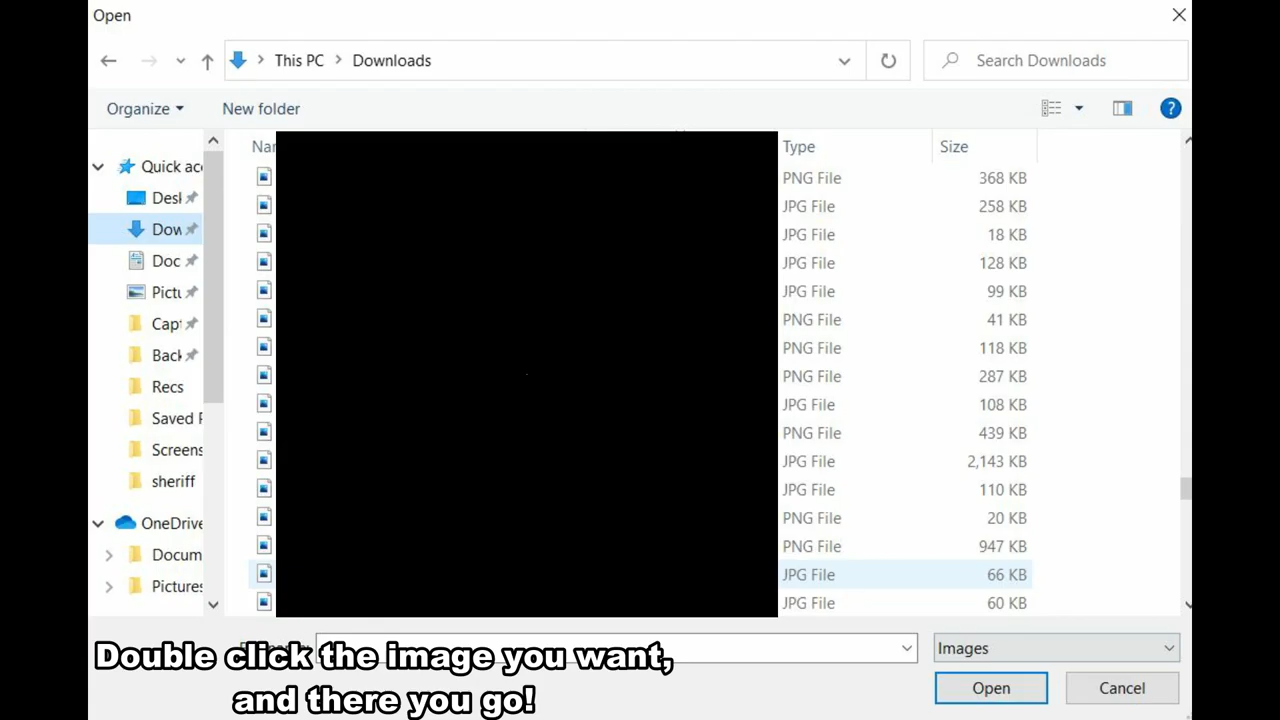 Open
This PC
Downloads
Search Downloads
Organize
New folder
Type
Size
Quick ac
Desk
Dow
Doc
Pictu
Capt
Back
Recs
Saved P
Screens
sheriff
OneDrive
Docum
Pictures
Nar
PNG File 368 KB
JPG File 258 KB
JPG File 18 KB
JPG File 128 KB
JPG File 99 KB
PNG File 41 KB
PNG File 118 KB
PNG File 287 KB
JPG File 108 KB
PNG File 439 KB
JPG File 2,143 KB
JPG File 110 KB
PNG File 20 KB
PNG File 947 KB
JPG File 66 KB
JPG File 60 KB
Images
Open
Cancel
Double click the image you want,
and there you go!